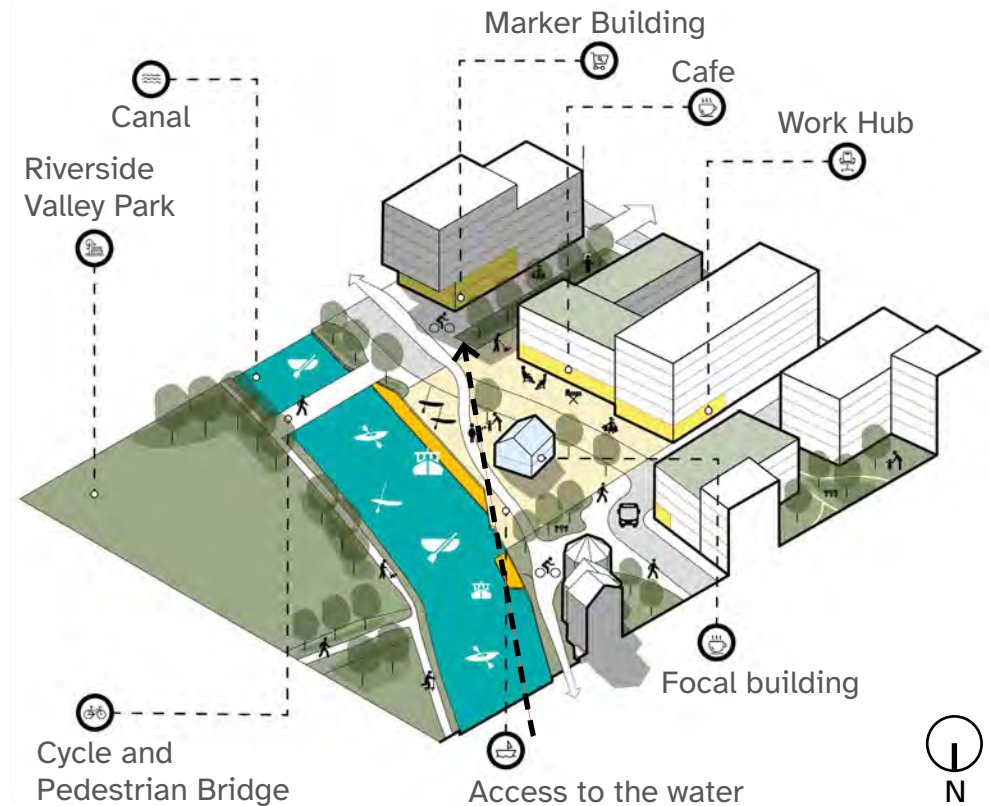 Marker Building
Cafe
Canal
Work Hub
Riverside
Valley Park
Focal building
Cycle and
Pedestrian Bridge
Access to the water
N